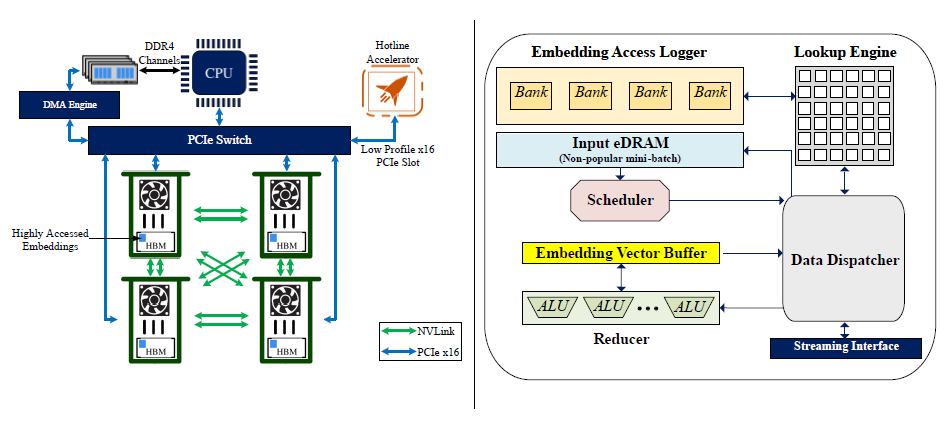 DDR4
Channels
CPU
Hotline
Accelerator
DMA Engine
PCIe Switch
Low Profile x16
PCIe Slot
Highly Accessed
Embeddings
HBM
HBM
HBM
HBM
NVLink
PCIe x16
Embedding Access Logger
Bank Bank Bank Bank
Lookup Engine
Input eDRAM
(Non-popular mini-batch)
Scheduler
Embedding Vector Buffer
Data Dispatcher
ALU ALU ••• ALU
Reducer
Streaming Interface